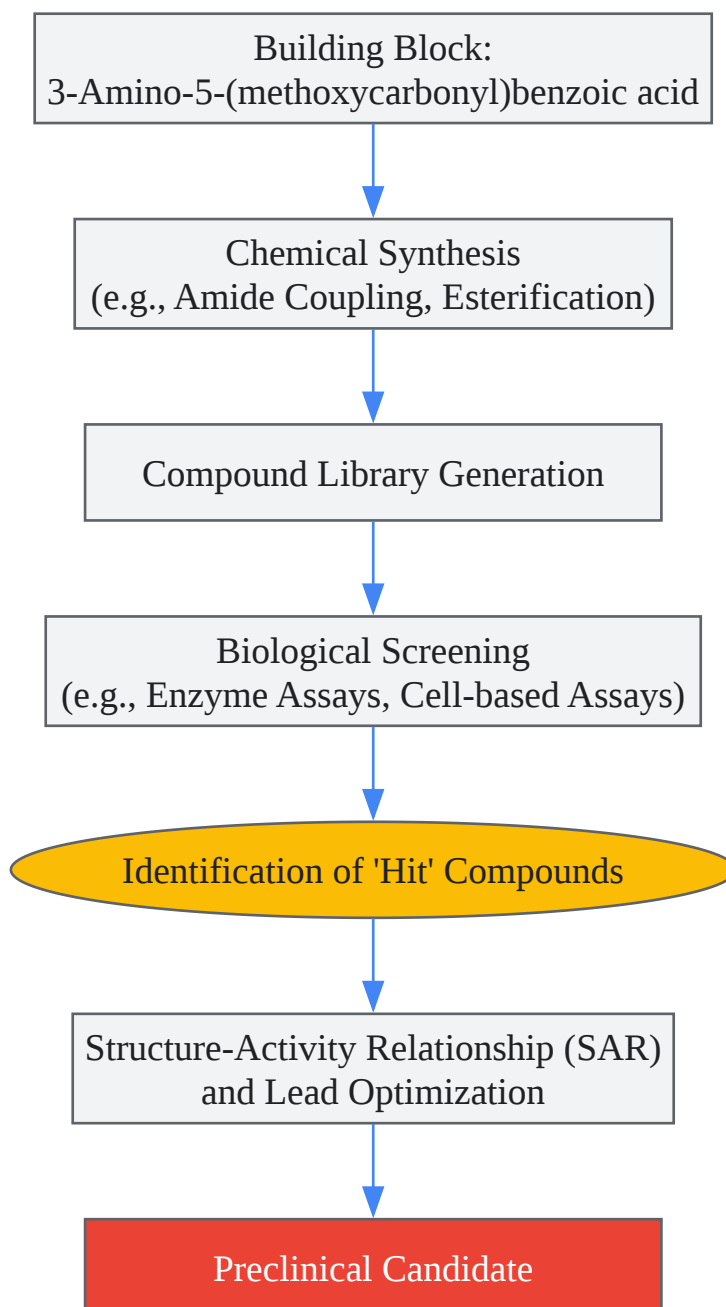 Building Block:
3-Amino-5-(methoxycarbonyl)benzoic acid
Chemical Synthesis
(e.g., Amide Coupling, Esterification)
Compound Library Generation
Biological Screening
(e.g., Enzyme Assays, Cell-based Assays)
Identification of 'Hit' Compounds
Structure-Activity Relationship (SAR)
and Lead Optimization
Preclinical Candidate